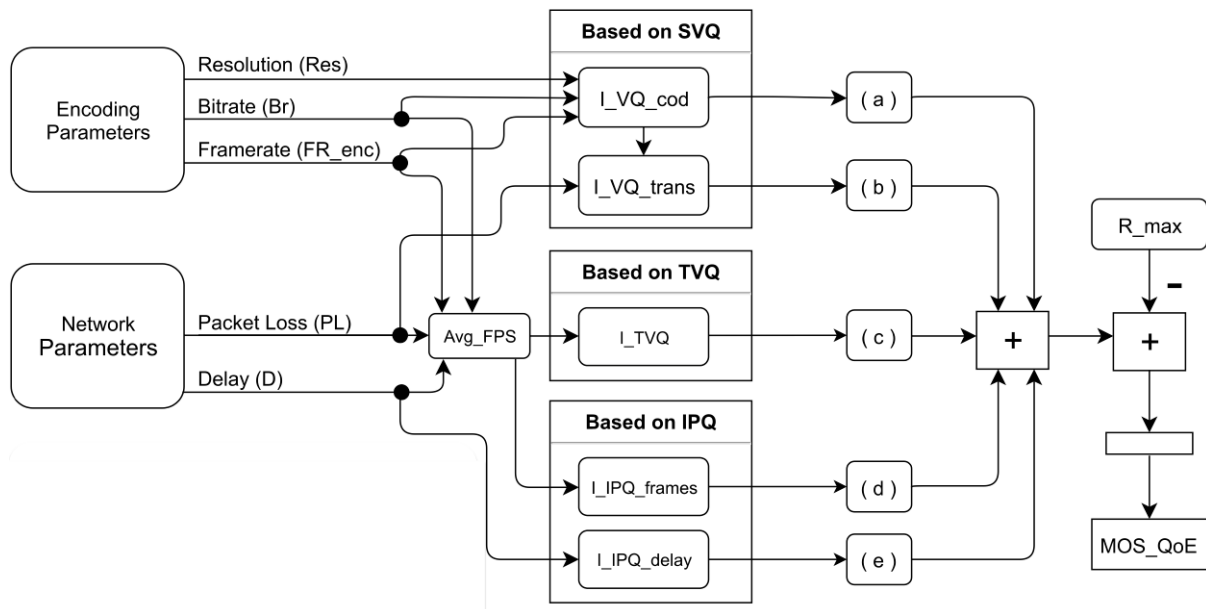 Encoding
Parameters
Resolution (Res)
Bitrate (Br)
Framerate (FR_enc)
Network
Parameters
Packet Loss (PL)
Delay (D)
Avg_FPS
Based on SVQ
I_VQ_cod
I_VQ_trans
Based on TVQ
I_TVQ
Based on IPQ
I_IPQ_frames
I_IPQ_delay
( a )
( b )
( c )
( d )
( e )
+
R_max
-
+
MOS_QoE